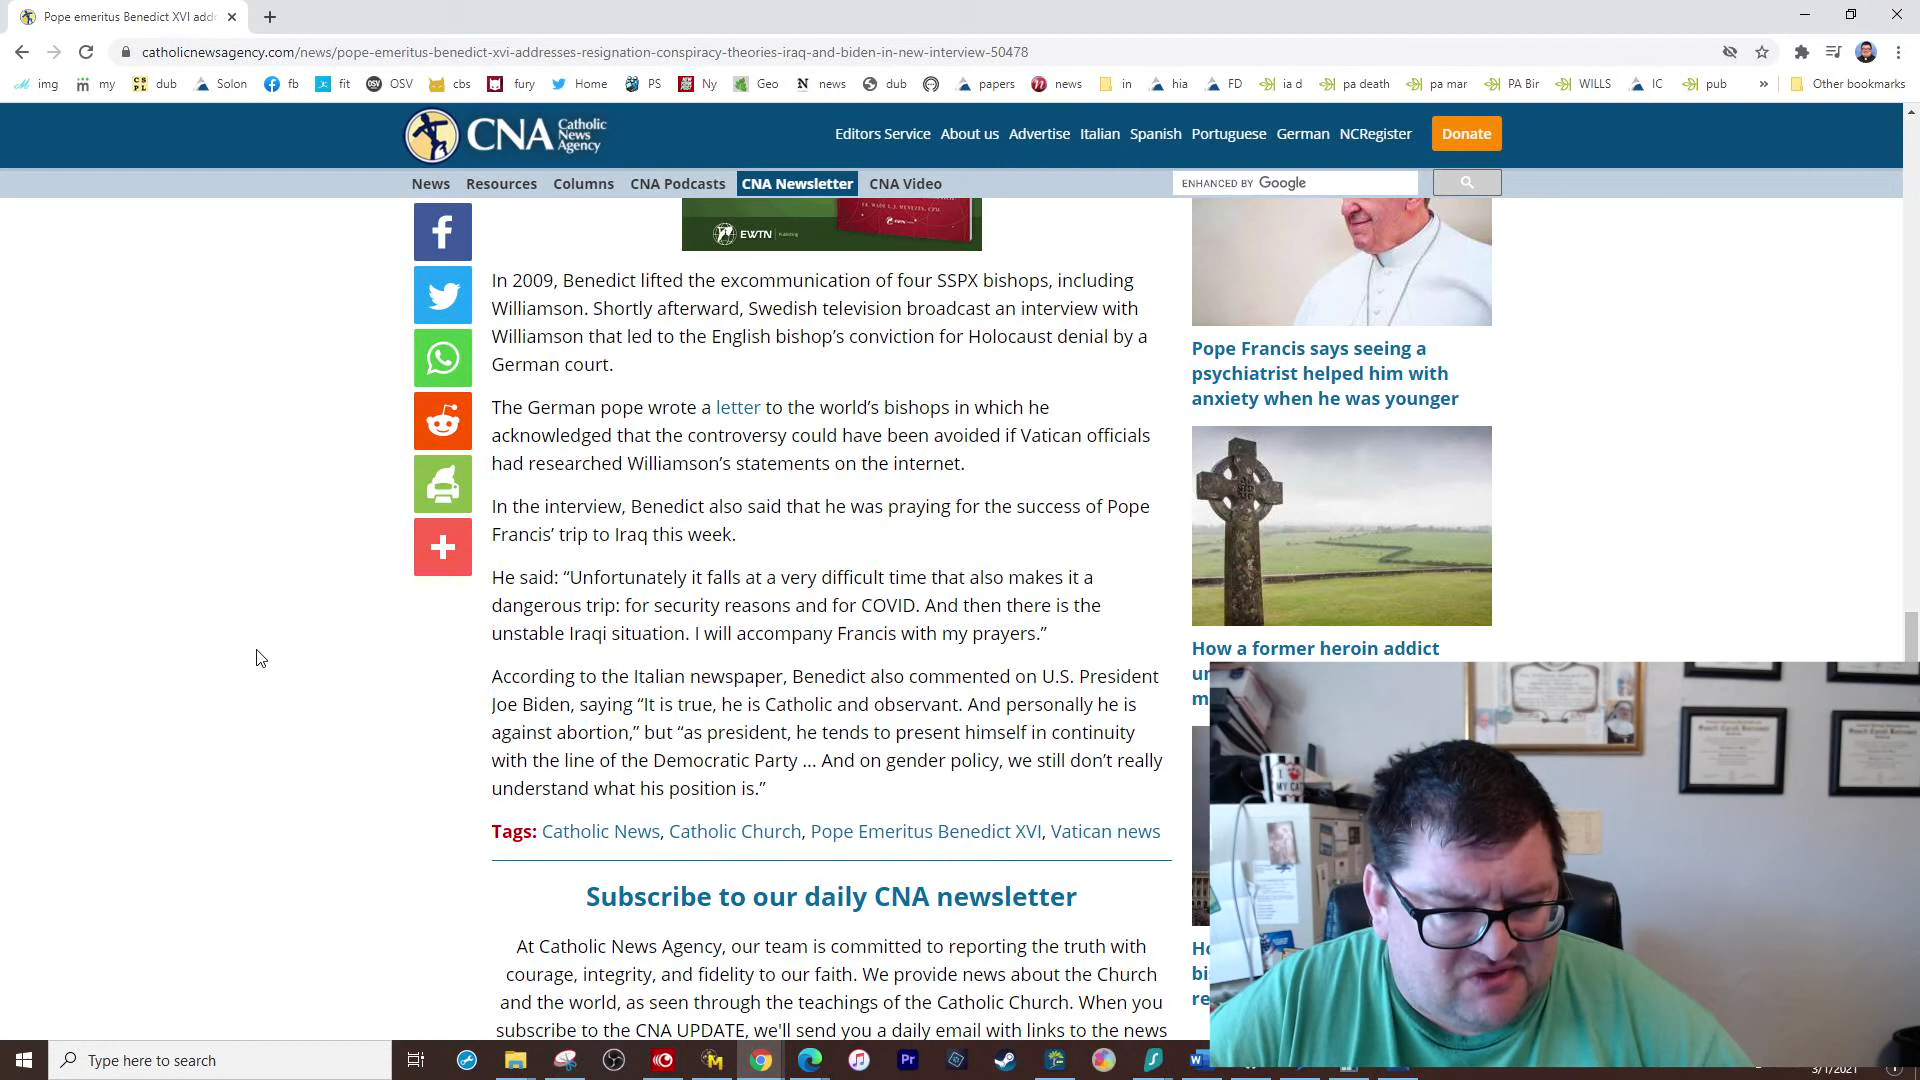 Pope emeritus Benedict XVI addr
catholicnewsagency.com/news/pope-emeritus-benedict-xvi-addresses-resignation-conspiracy-theories-iraq-and-biden-in-new-interview-50478
img my dub Solon fb fit OSV cbs fury Home PS Ny Geo news dub papers news in hia FD ia d pa death pa mar PA Bir WILLS IC pub » Other bookmarks
CNA Catholic
News
Agency
Editors Service About us Advertise Italian Spanish Portuguese German NCRegister Donate
News Resources Columns CNA Podcasts CNA Newsletter CNA Video ENHANCED BY Google
EWTN Publishing
In 2009, Benedict lifted the excommunication of four SSPX bishops, including
Williamson. Shortly afterward, Swedish television broadcast an interview with
Williamson that led to the English bishop’s conviction for Holocaust denial by a
German court.
The German pope wrote a letter to the world’s bishops in which he
acknowledged that the controversy could have been avoided if Vatican officials
had researched Williamson’s statements on the internet.
In the interview, Benedict also said that he was praying for the success of Pope
Francis’ trip to Iraq this week.
He said: “Unfortunately it falls at a very difficult time that also makes it a
dangerous trip: for security reasons and for COVID. And then there is the
unstable Iraqi situation. I will accompany Francis with my prayers.”
According to the Italian newspaper, Benedict also commented on U.S. President
Joe Biden, saying “It is true, he is Catholic and observant. And personally he is
against abortion,” but “as president, he tends to present himself in continuity
with the line of the Democratic Party ... And on gender policy, we still don’t really
understand what his position is.”
Tags: Catholic News, Catholic Church, Pope Emeritus Benedict XVI, Vatican news
Subscribe to our daily CNA newsletter
At Catholic News Agency, our team is committed to reporting the truth with
courage, integrity, and fidelity to our faith. We provide news about the Church
and the world, as seen through the teachings of the Catholic Church. When you
subscribe to the CNA UPDATE, we'll send you a daily email with links to the news
Pope Francis says seeing a
psychiatrist helped him with
anxiety when he was younger
How a former heroin addict
I
MY CAT
Type here to search
3/1/2021